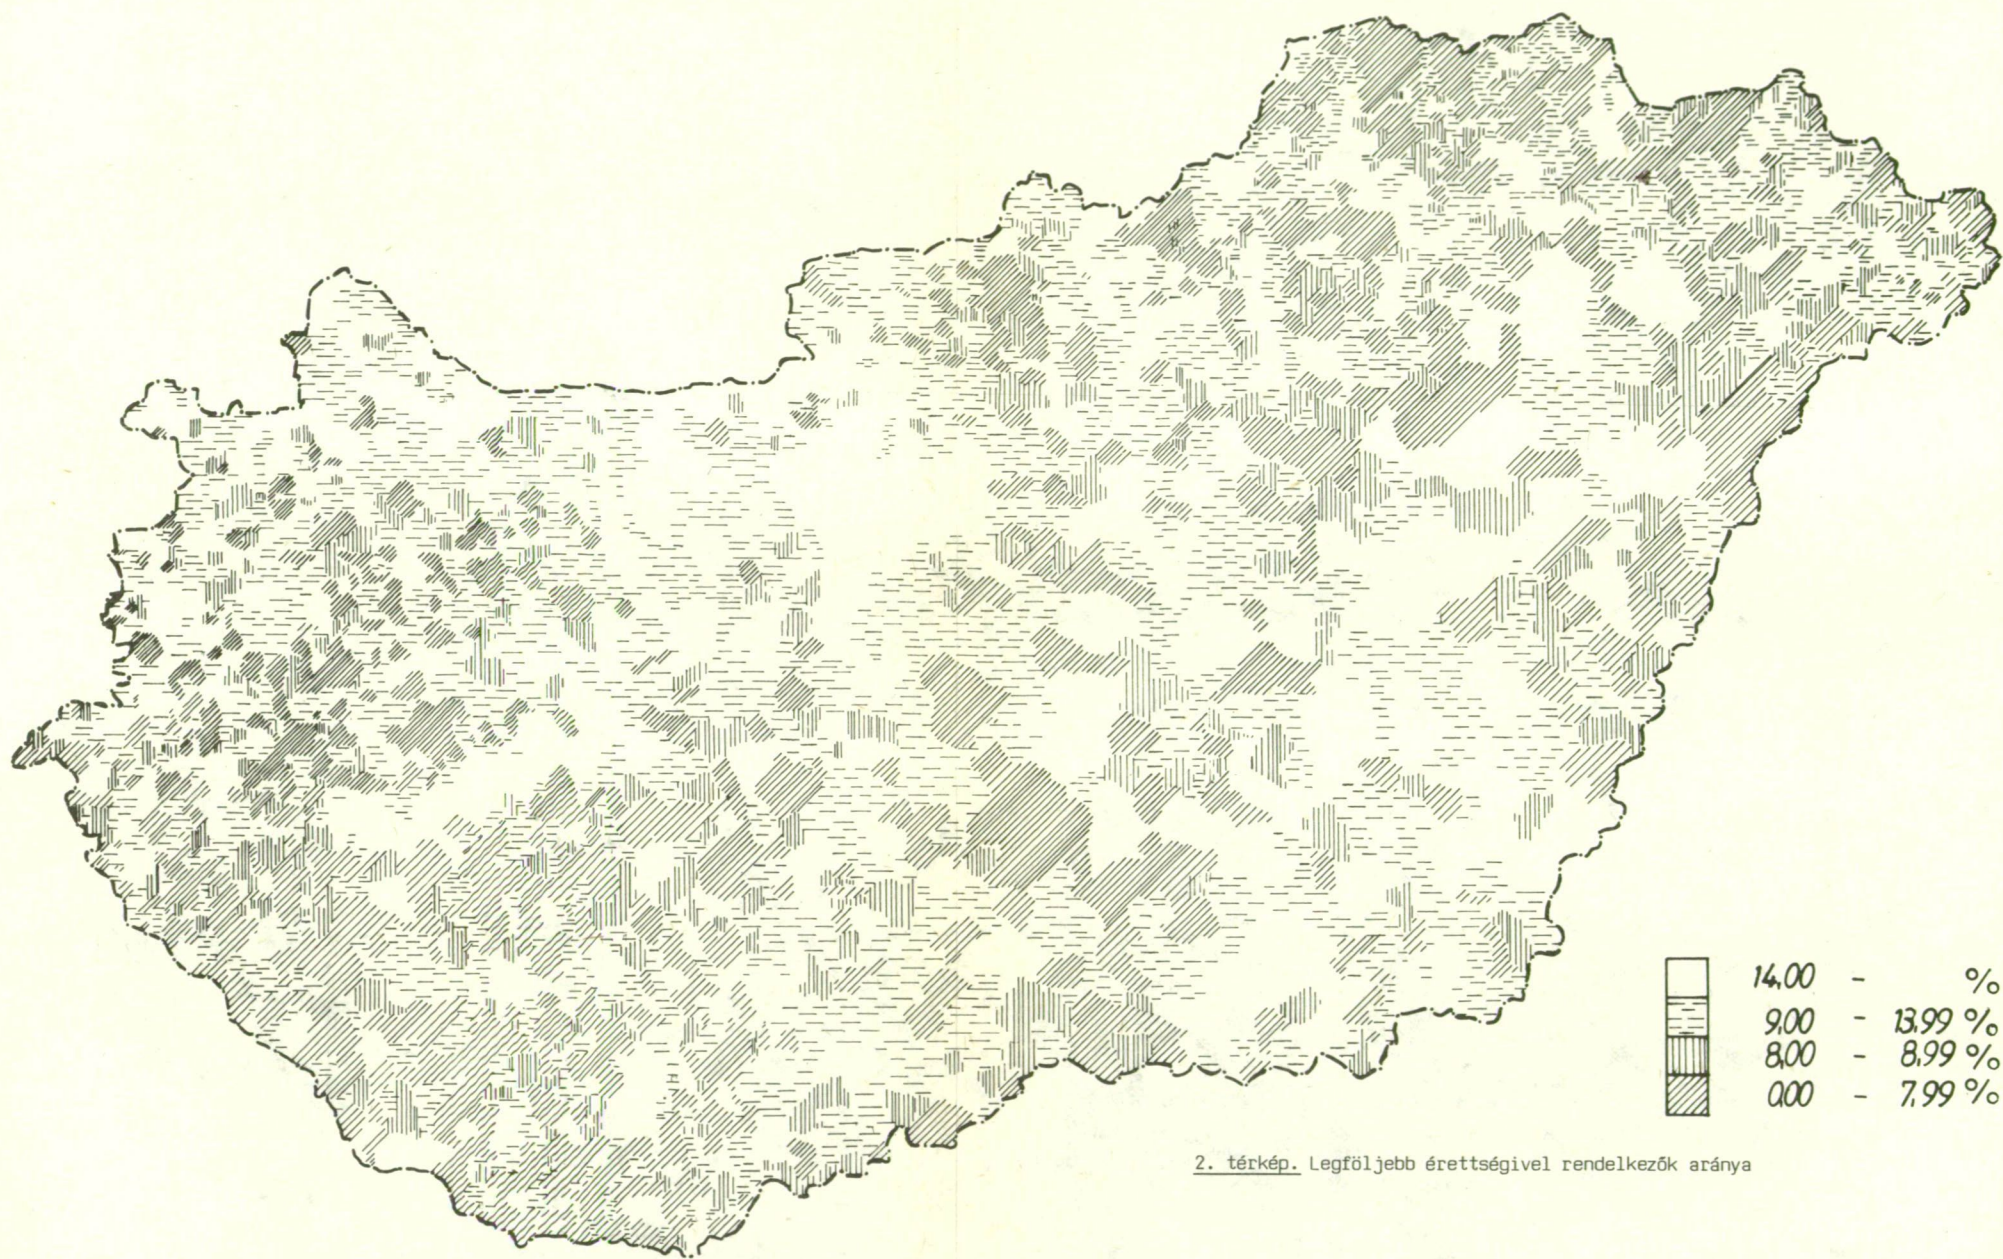 14,00 - %
9,00 - 13,99 %
8,00 - 8,99 %
0,00 - 7,99 %
2. térkép. Legföljebb érettségivel rendelkezők aránya